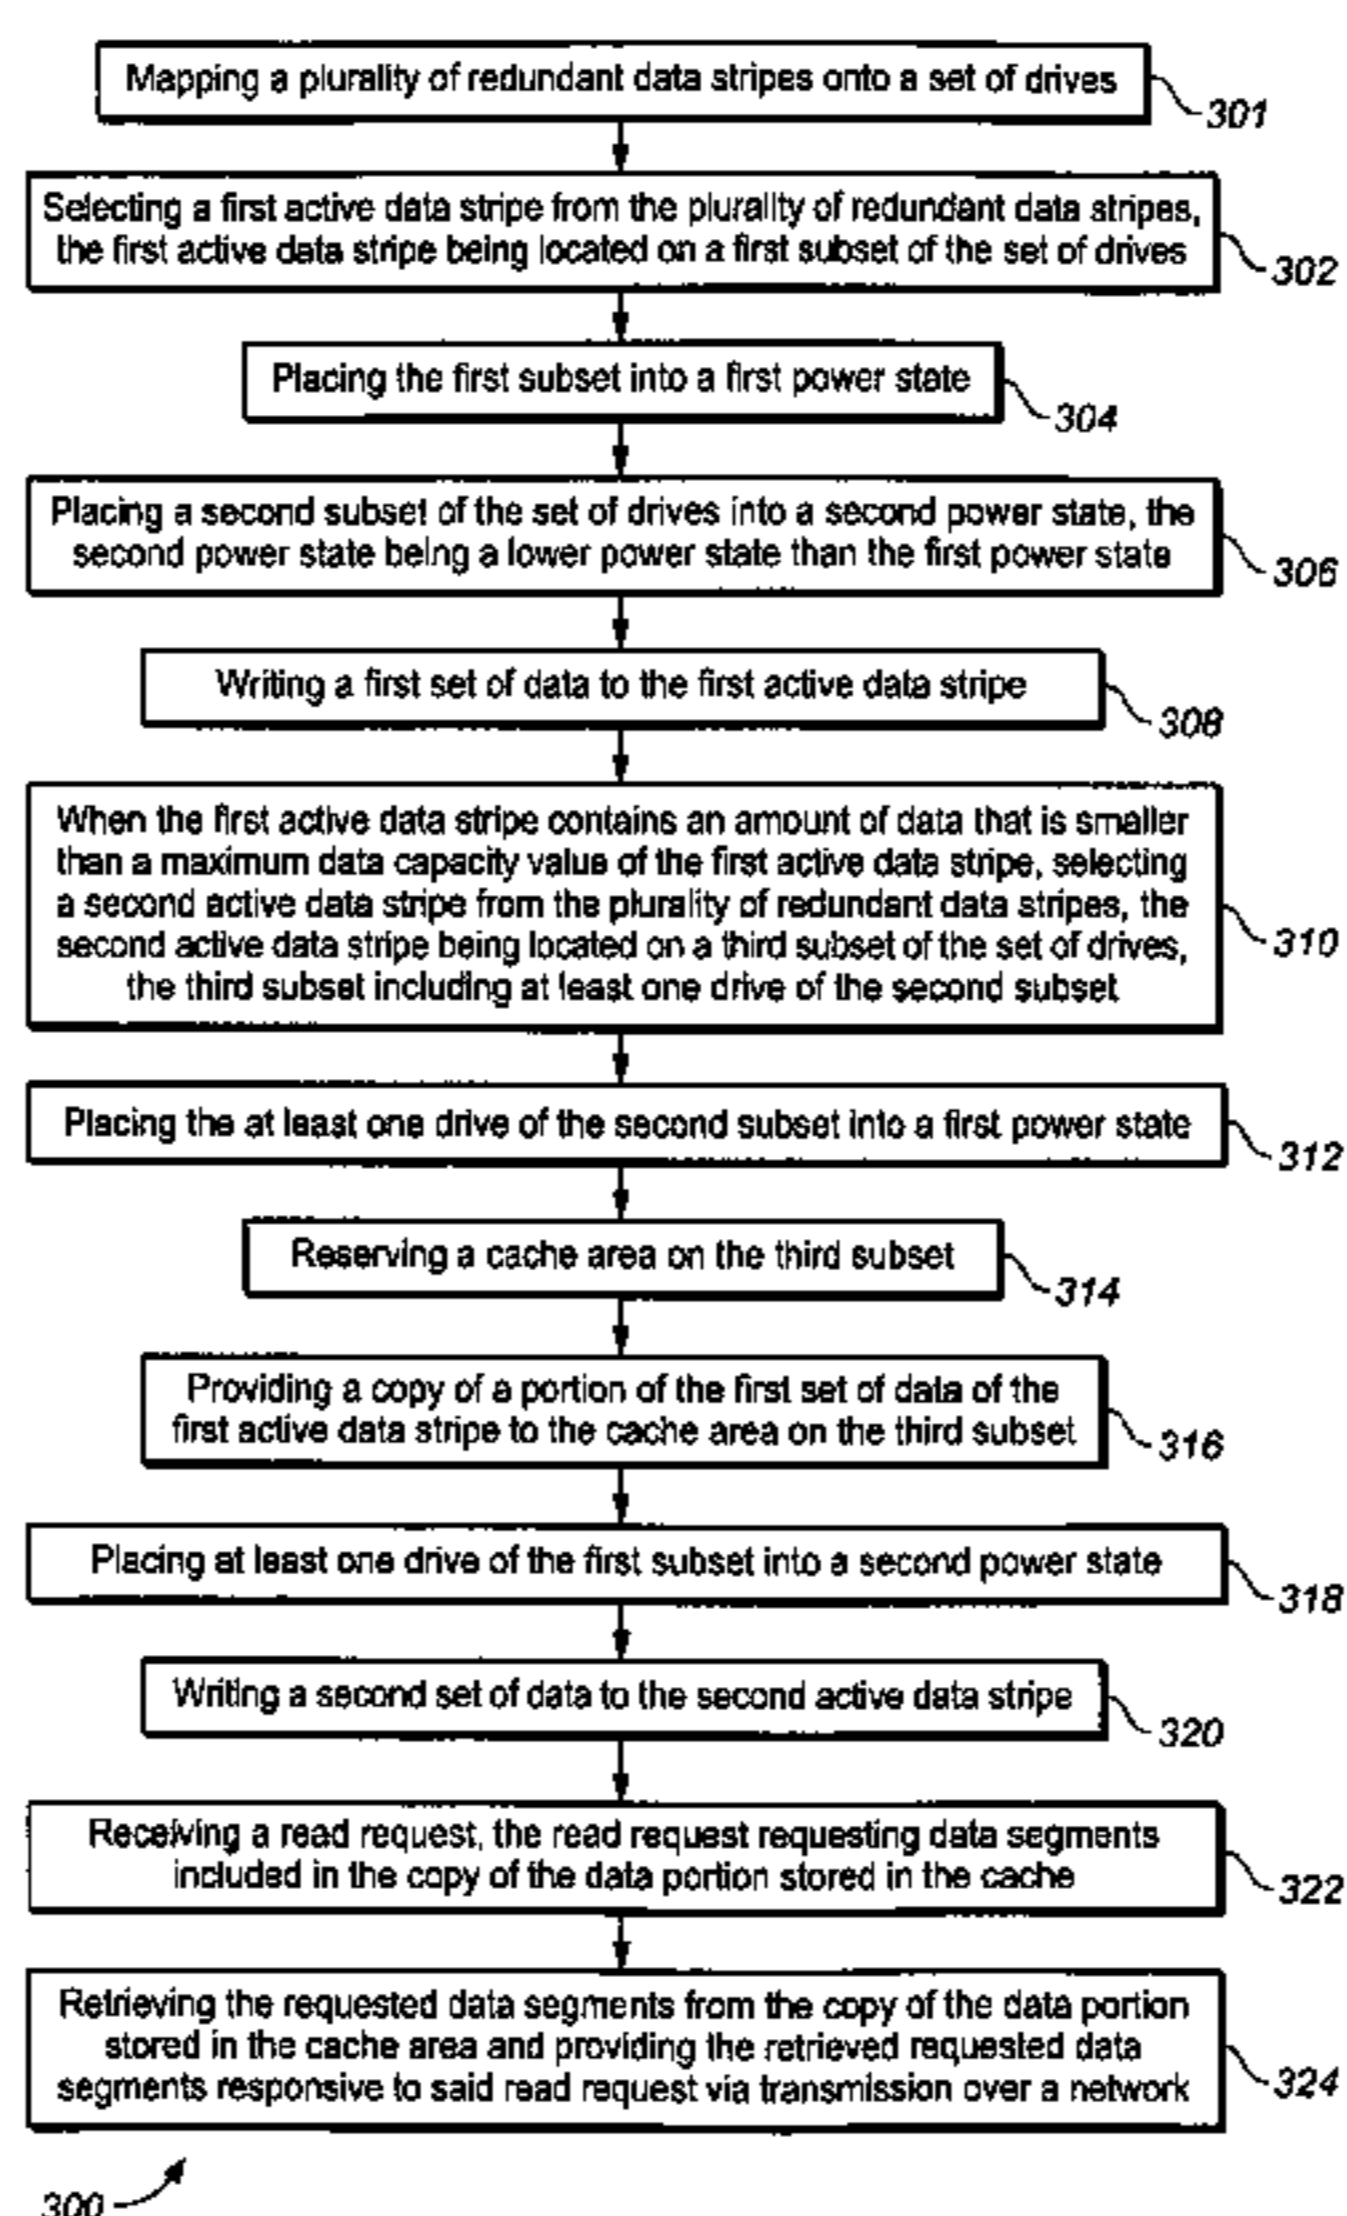 Mapping a plurality of redundant data stripes onto a set of drives
301
Selecting a first active data stripe from the plurality of redundant data stripes,
the first active data stripe being located on a first subset of the set of drives
302
Placing the first subset into a first power state
304
Placing a second subset of the set of drives into a second power state, the
second power state being a lower power state than the first power state
306
Writing a first set of data to the first active data stripe
308
When the first active data stripe contains an amount of data that is smaller
than a maximum data capacity value of the first active data stripe, selecting
a second active data stripe from the plurality of redundant data stripes, the
second active data stripe being located on a third subset of the set of drives,
the third subset including at least one drive of the second subset
310
Placing the at least one drive of the second subset into a first power state
312
Reserving a cache area on the third subset
314
Providing a copy of a portion of the first set of data of the
first active data stripe to the cache area on the third subset
316
Placing at least one drive of the first subset into a second power state
318
Writing a second set of data to the second active data stripe
320
Receiving a read request, the read request requesting data segments
included in the copy of the data portion stored in the cache
322
Retrieving the requested data segments from the copy of the data portion
stored in the cache area and providing the retrieved requested data
segments responsive to said read request via transmission over a network
324
300